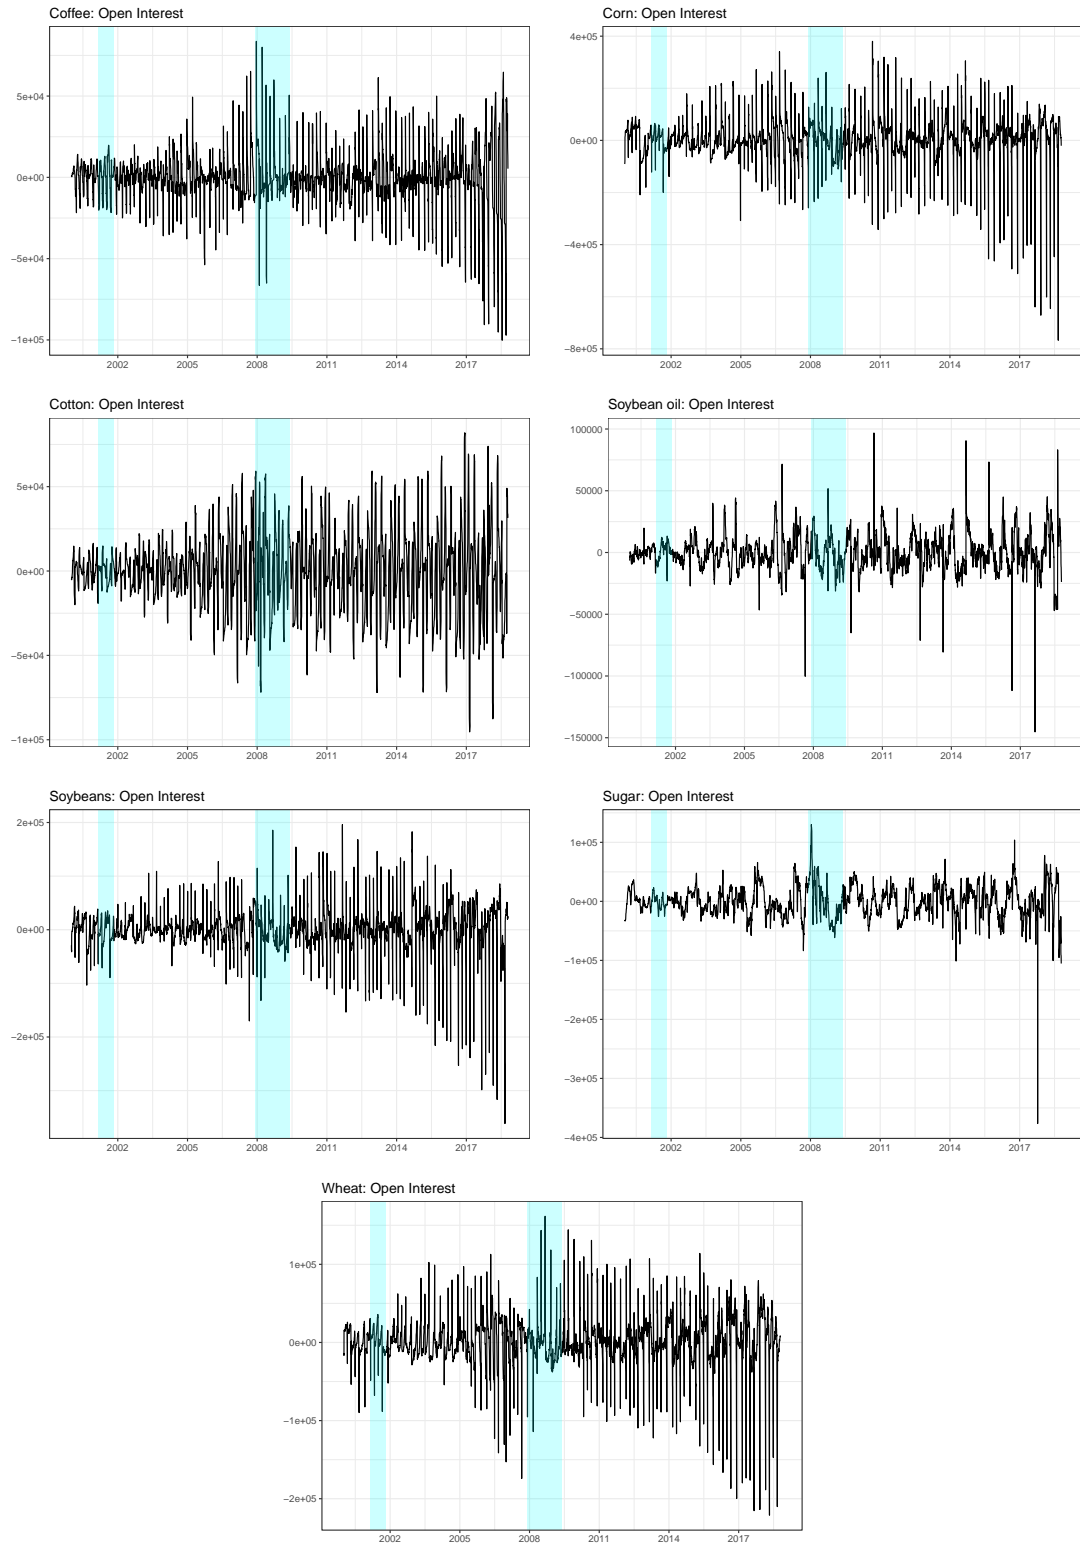 Coffee: Open Interest
5e+04
0e+00
−5e+04
−1e+05
2002 2005 2008 2011 2014 2017
Corn: Open Interest
4e+05
0e+00
−4e+05
−8e+05
2002 2005 2008 2011 2014 2017
Cotton: Open Interest
5e+04
0e+00
−5e+04
−1e+05
2002 2005 2008 2011 2014 2017
Soybean oil: Open Interest
100000
50000
0
−50000
−100000
−150000
2002 2005 2008 2011 2014 2017
Soybeans: Open Interest
2e+05
0e+00
−2e+05
2002 2005 2008 2011 2014 2017
Sugar: Open Interest
1e+05
0e+00
−1e+05
−2e+05
−3e+05
−4e+05
2002 2005 2008 2011 2014 2017
Wheat: Open Interest
1e+05
0e+00
−1e+05
−2e+05
2002 2005 2008 2011 2014 2017